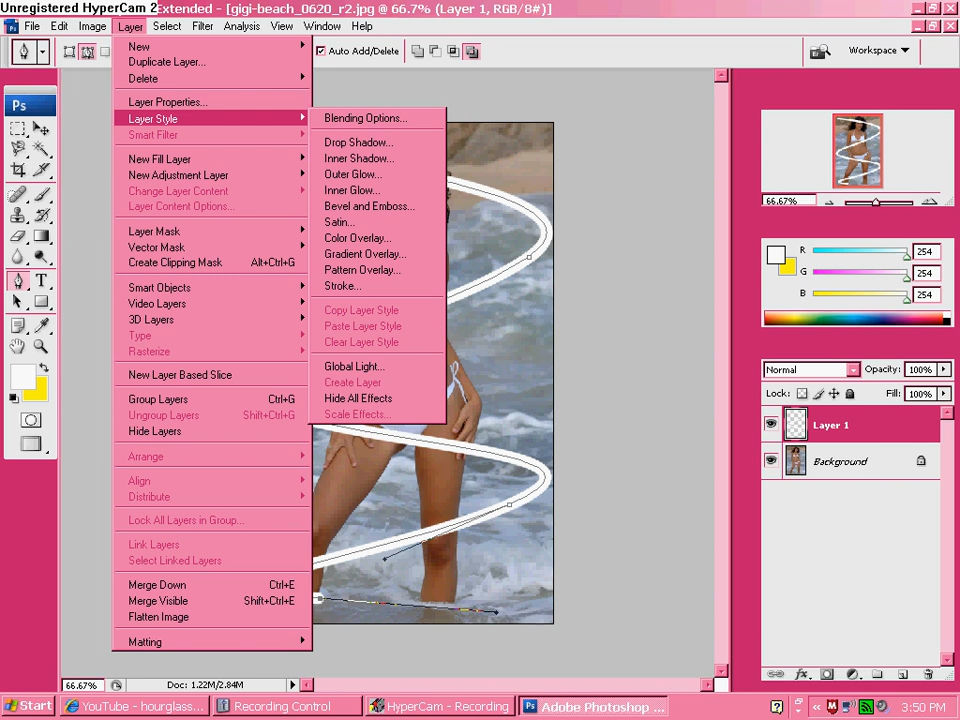 Unregistered HyperCam 2
Extended - [gigi-beach_0620_r2.jpg @ 66.7% (Layer 1, RGB/8#)]
File Edit Image Layer Select Filter Analysis View Window Help
Auto Add/Delete
Workspace
Ps
New
Duplicate Layer...
Delete
Layer Properties...
Layer Style
Smart Filter
New Fill Layer
New Adjustment Layer
Change Layer Content
Layer Content Options...
Layer Mask
Vector Mask
Create Clipping Mask Alt+Ctrl+G
Smart Objects
Video Layers
3D Layers
Type
Rasterize
New Layer Based Slice
Group Layers Ctrl+G
Ungroup Layers Shift+Ctrl+G
Hide Layers
Arrange
Align
Distribute
Lock All Layers in Group...
Link Layers
Select Linked Layers
Merge Down Ctrl+E
Merge Visible Shift+Ctrl+E
Flatten Image
Matting
Blending Options...
Drop Shadow...
Inner Shadow...
Outer Glow...
Inner Glow...
Bevel and Emboss...
Satin...
Color Overlay...
Gradient Overlay...
Pattern Overlay...
Stroke...
Copy Layer Style
Paste Layer Style
Clear Layer Style
Global Light...
Create Layer
Hide All Effects
Scale Effects...
66.67%
R 254
G 254
B 254
Normal Opacity: 100%
Lock: Fill: 100%
Layer 1
Background
66.67% Doc: 1.22M/2.84M
Start YouTube - hourglass... Recording Control HyperCam - Recording Adobe Photoshop ... 3:50 PM